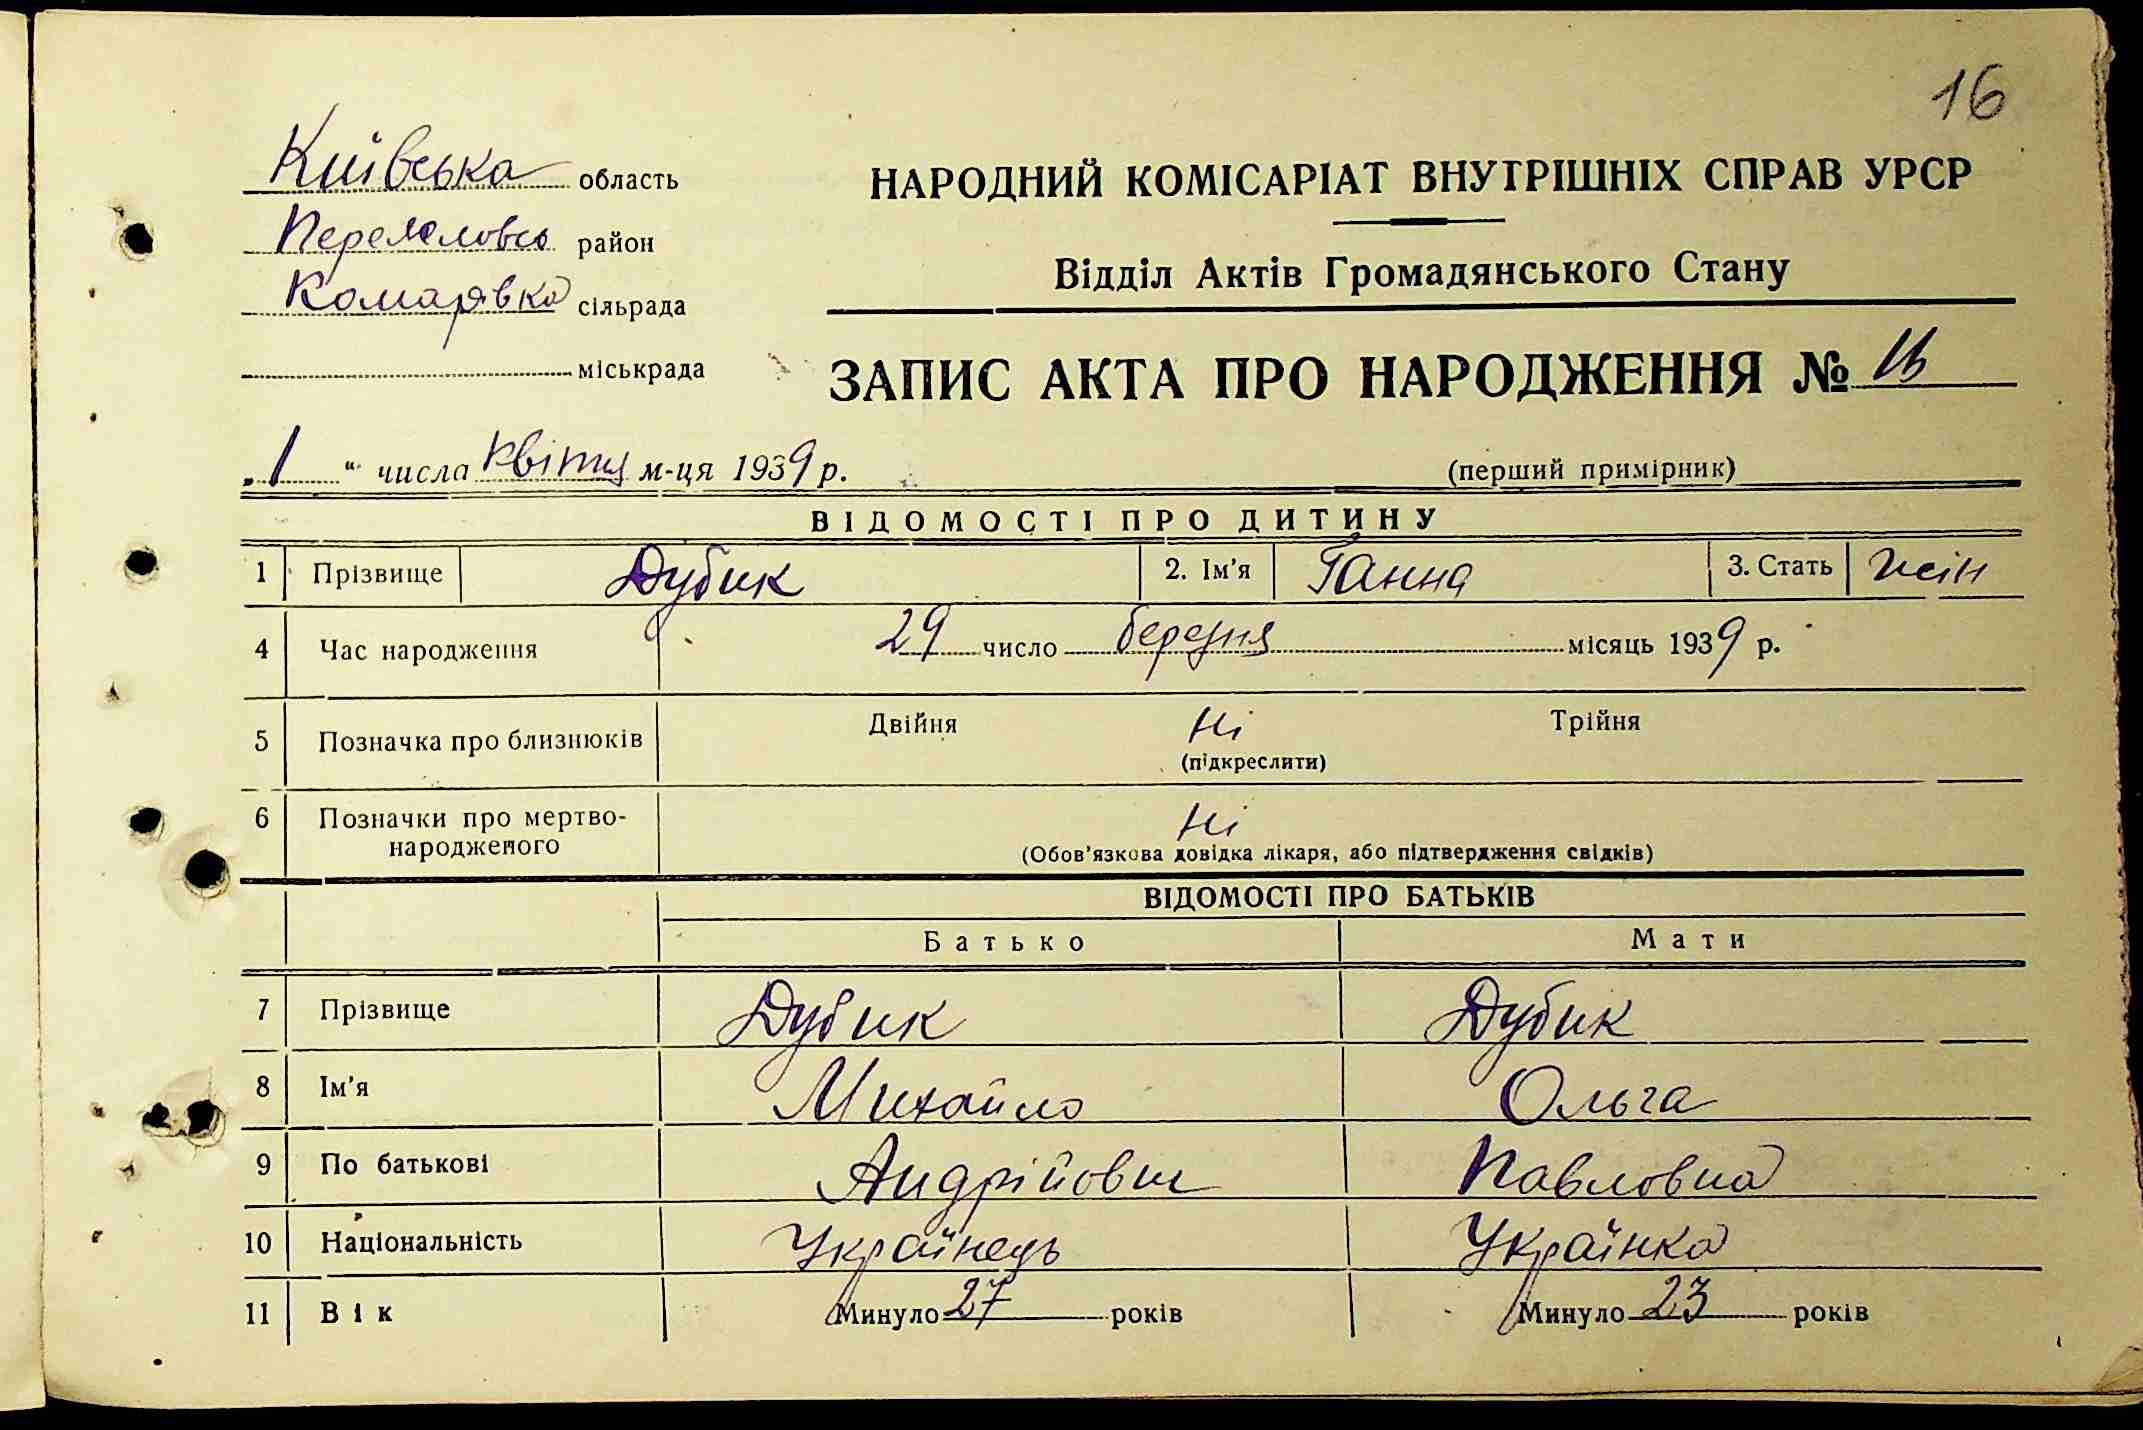 16
Київська область
район
Комарівка сільрада
міськрада
НАРОДНИЙ КОМІСАРІАТ ВНУТРІШНІХ СПРАВ УРСР
Відділ Актів Громадянського Стану
ЗАПИС АКТА ПРО НАРОДЖЕННЯ №
„1“ числа квітня м-ця 1939 р.
(перший примірник)
ВІДОМОСТІ ПРО ДИТИНУ
1 Прізвище Дубик 2. Ім'я Ганна 3. Стать жін
4 Час народження 29 число березня місяць 1939 р.
5 Позначка про близнюків Двійня Ні Трійня
(підкреслити)
6 Позначки про мертво- Ні
народженого (Обов'язкова довідка лікаря, або підтвердження свідків)
ВІДОМОСТІ ПРО БАТЬКІВ
Батько Мати
7 Прізвище Дубик Дубик
8 Ім'я Михайло Ольга
9 По батькові Андрійович Павловна
10 Національність Українець Українка
11 Вік Минуло 27 років Минуло 23 років